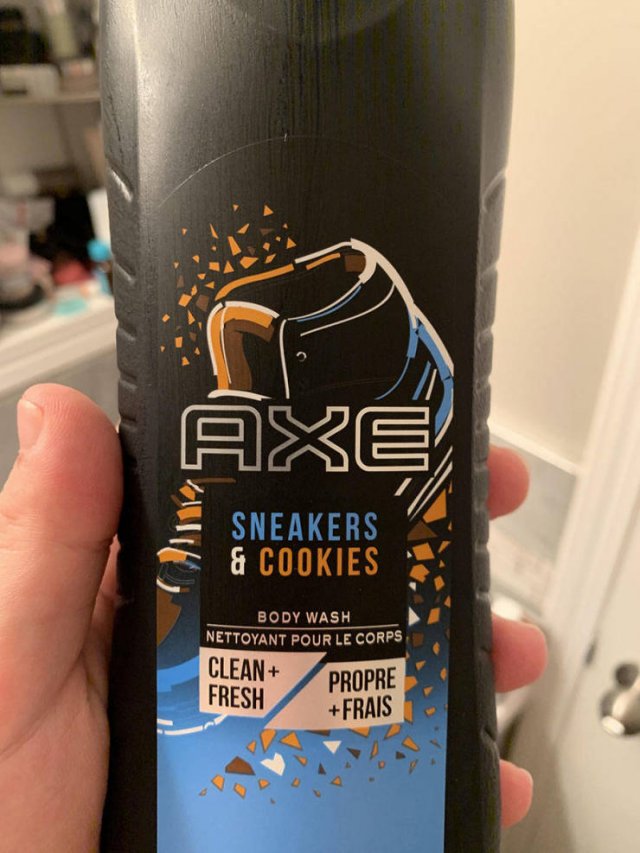 AXE
SNEAKERS
& COOKIES
BODY WASH
NETTOYANT POUR LE CORPS
CLEAN+
FRESH
PROPRE
+FRAIS